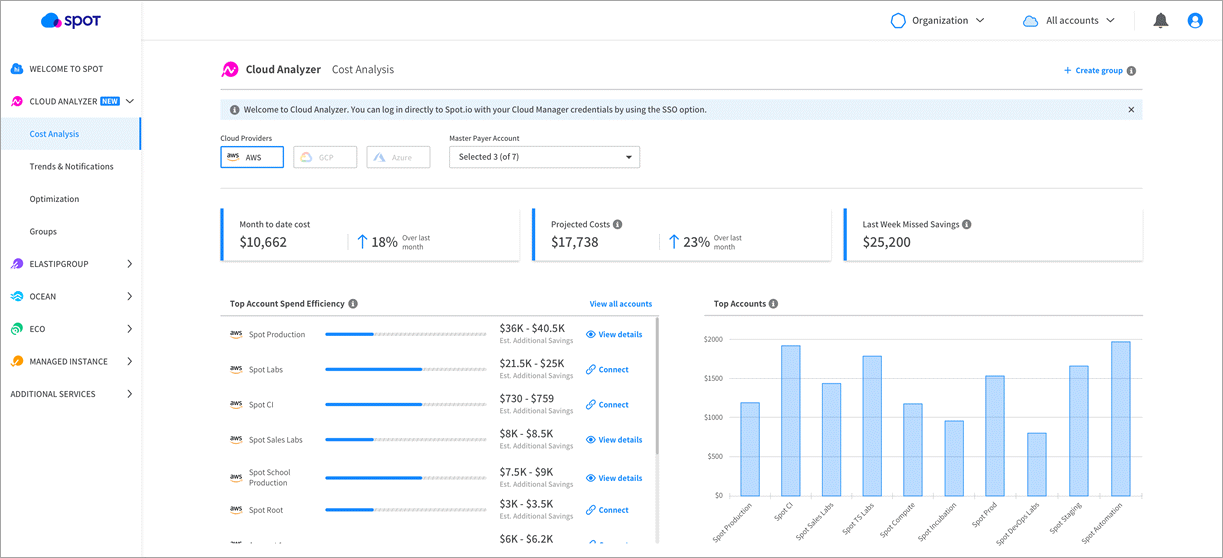 spot
Organization
All accounts
hi
WELCOME TO SPOT
CLOUD ANALYZER NEW
Cost Analysis
Trends & Notifications
Optimization
Groups
ELASTIPGROUP
OCEAN
ECO
MANAGED INSTANCE
ADDITIONAL SERVICES
Cloud Analyzer Cost Analysis
+ Create group
Welcome to Cloud Analyzer. You can log in directly to Spot.io with your Cloud Manager credentials by using the SSO option.
Cloud Providers
aws AWS
GCP
Azure
Master Payer Account
Selected 3 (of 7)
Month to date cost
$10,662
18% Over last month
Projected Costs
$17,738
23% Over last month
Last Week Missed Savings
$25,200
Top Account Spend Efficiency
View all accounts
aws Spot Production $36K - $40.5K View details
Est. Additional Savings
aws Spot Labs $21.5K - $25K Connect
Est. Additional Savings
aws Spot CI $730 - $759 Connect
Est. Additional Savings
aws Spot Sales Labs $8K - $8.5K View details
Est. Additional Savings
aws Spot School Production $7.5K - $9K View details
Est. Additional Savings
aws Spot Root $3K - $3.5K Connect
Est. Additional Savings
$6K - $6.2K
Top Accounts
$2000
$1500
$1000
$500
$0
Spot Production
Spot CI
Spot Sales Labs
Spot TS Labs
Spot Compute
Spot Incubation
Spot Prod
Spot DevOps Labs
Spot Staging
Spot Automation